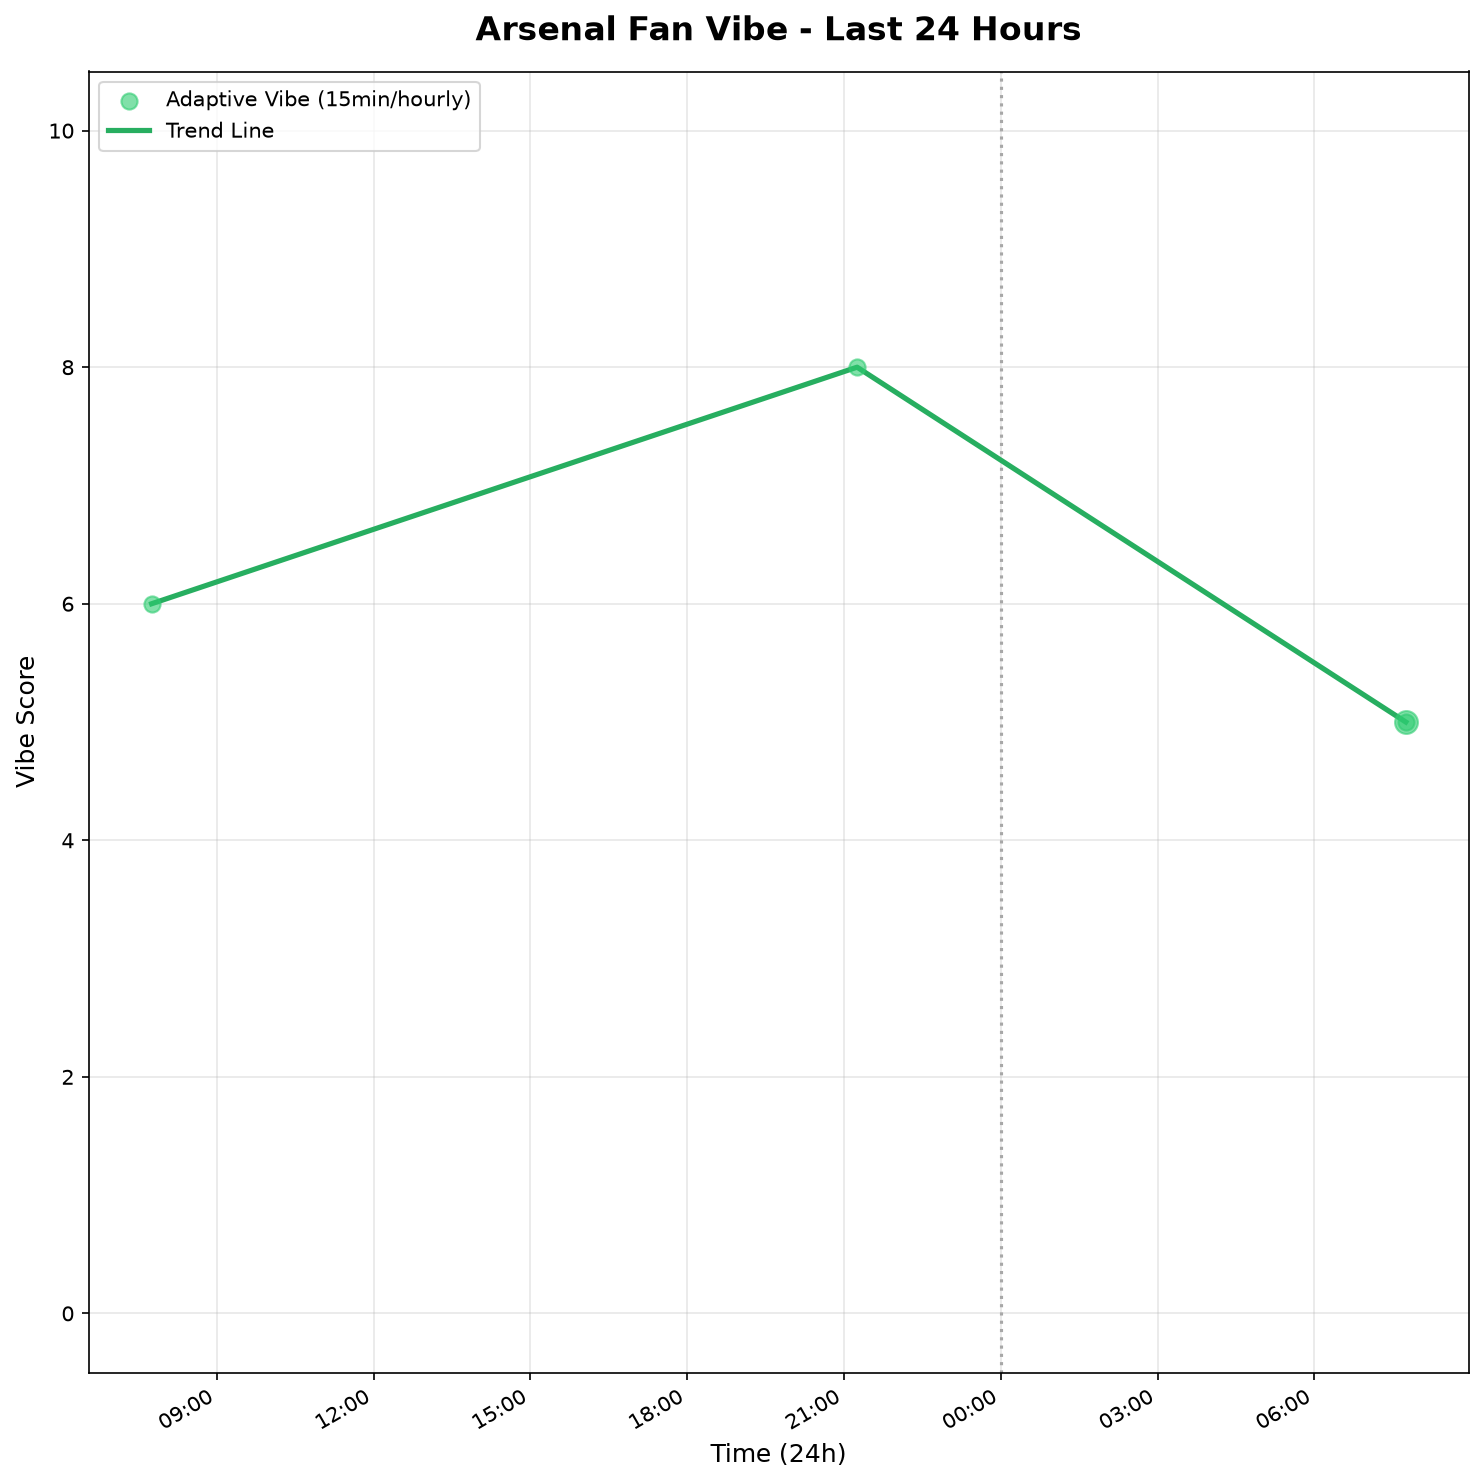 Arsenal Fan Vibe - Last 24 Hours
Adaptive Vibe (15min/hourly)
Trend Line
10
8
6
4
2
0
Vibe Score
09:00
12:00
15:00
18:00
21:00
00:00
03:00
06:00
Time (24h)